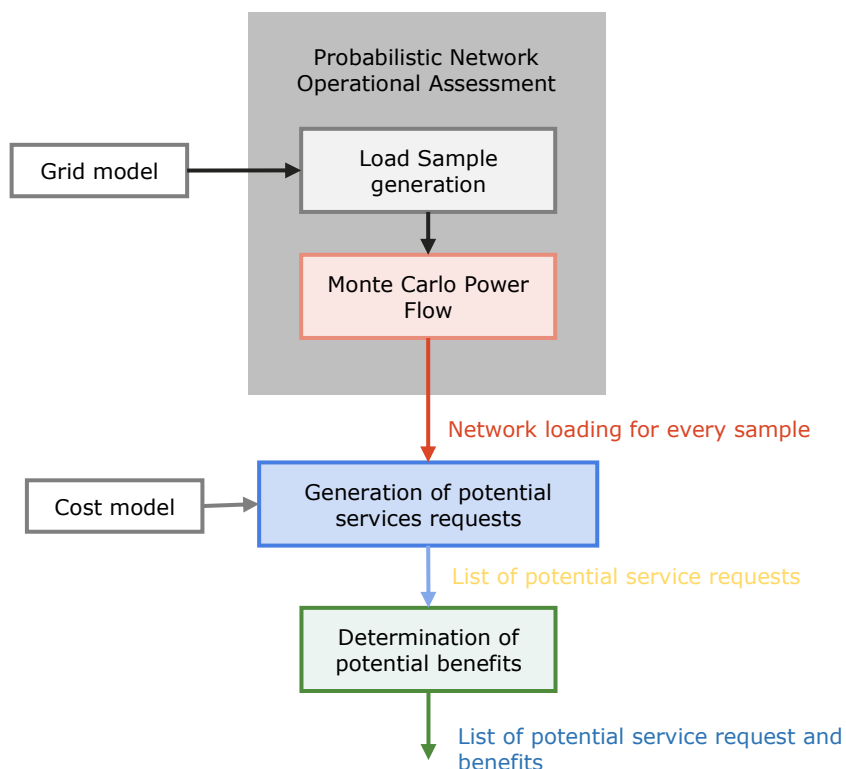 Probabilistic Network
Operational Assessment
Grid model
Load Sample
generation
Monte Carlo Power
Flow
Network loading for every sample
Cost model
Generation of potential
services requests
List of potential service requests
Determination of
potential benefits
List of potential service request and
benefits